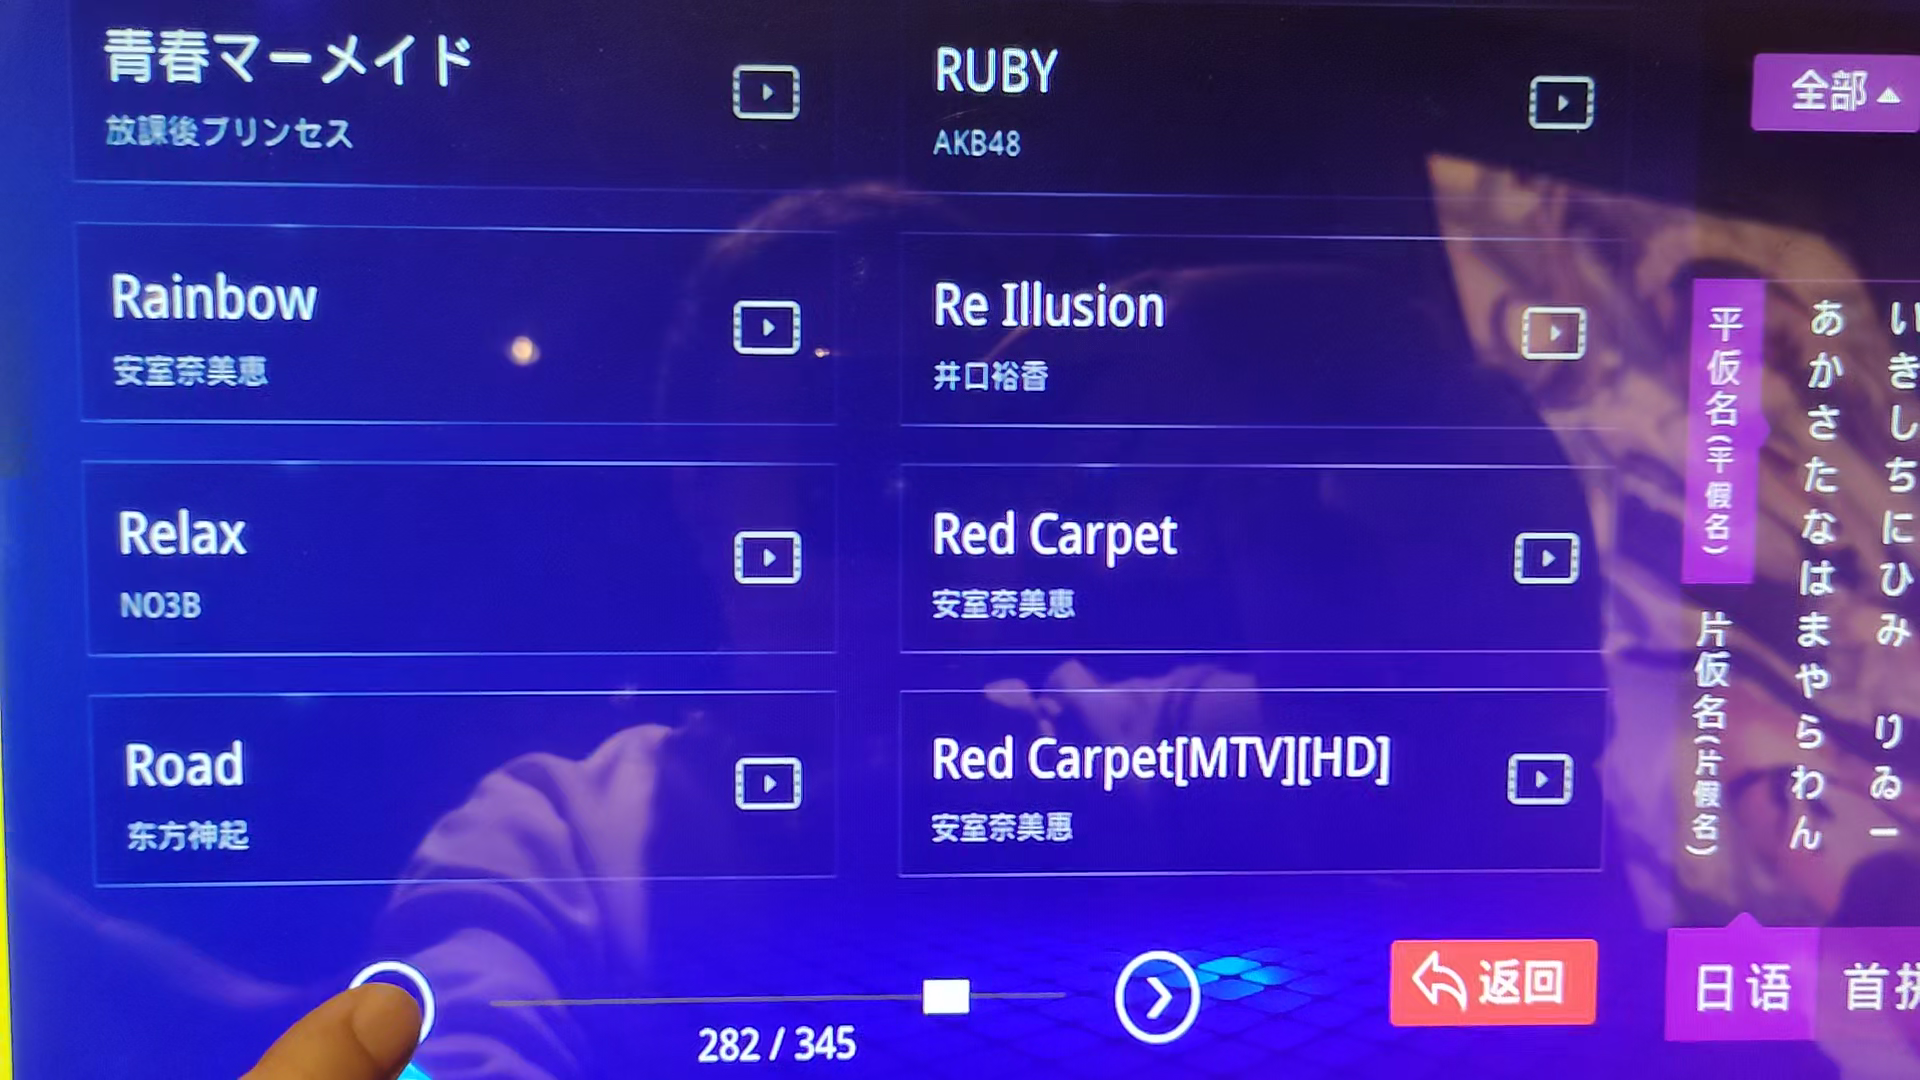 青春マーメイド
放課後プリンセス
RUBY
AKB48
全部
Rainbow
安室奈美恵
Re Illusion
井口裕香
Relax
NO3B
Red Carpet
安室奈美恵
Road
东方神起
Red Carpet[MTV][HD]
安室奈美恵
282 / 345
返回
平仮名(平假名)
片仮名(片假名)
あ い
か き
さ し
た ち
な に
は ひ
ま み
や
ら り
わ ゐ
ん ー
日语
首拼